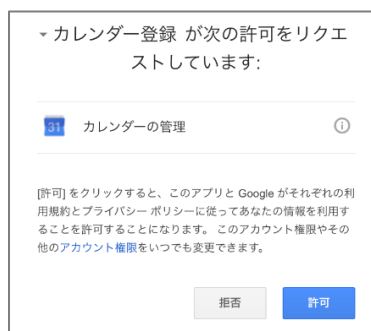 カレンダー登録 が次の許可をリクエ
ストしています:
31
カレンダーの管理
[許可] をクリックすると、このアプリと Google がそれぞれの利
用規約とプライバシー ポリシーに従ってあなたの情報を利用す
ることを許可することになります。 このアカウント権限やその
他のアカウント権限をいつでも変更できます。
拒否
許可